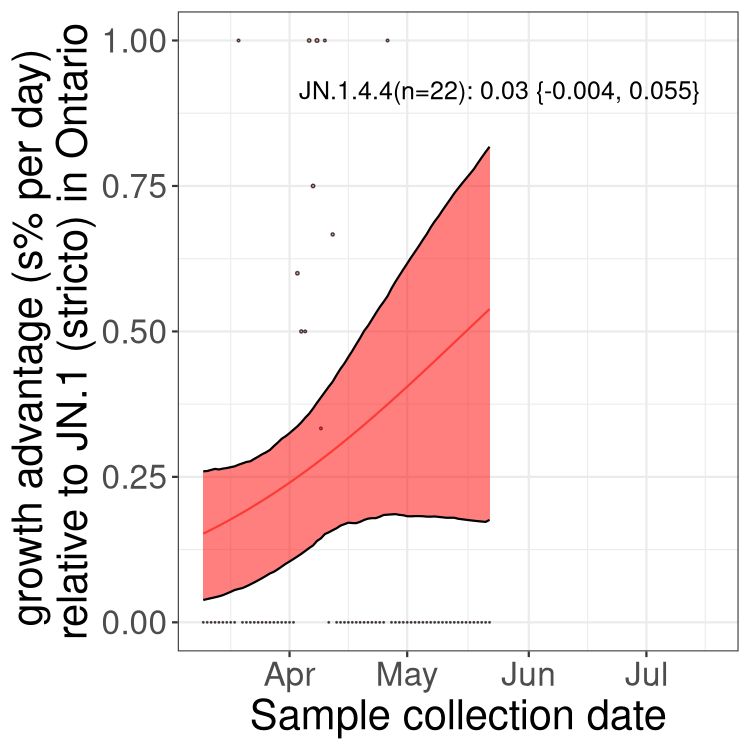 growth advantage (s% per day)
relative to JN.1 (stricto) in Ontario
1.00
0.75
0.50
0.25
0.00
JN.1.4.4(n=22): 0.03 {-0.004, 0.055}
Apr
May
Jun
Jul
Sample collection date